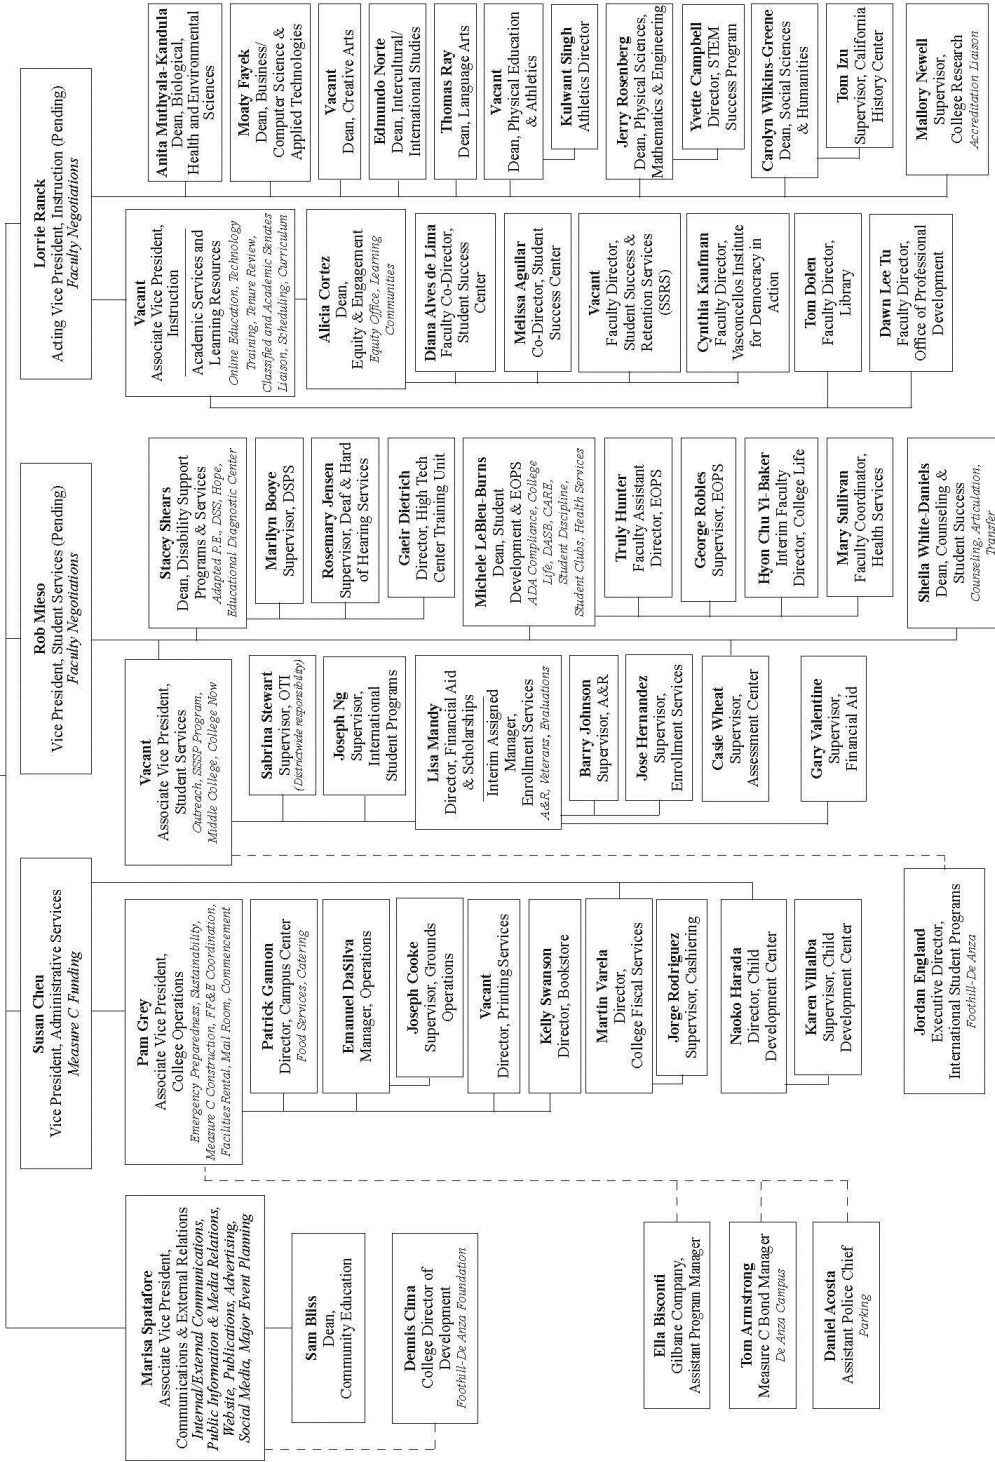 Marisa Spatafore
Associate Vice President,
Communications & External Relations
Internal/External Communications,
Public Information & Media Relations,
Website, Publications, Advertising,
Social Media, Major Event Planning
Sam Bliss
Dean,
Community Education
Dennis Cima
College Director of
Development
Foothill-De Anza Foundation
Ella Bisconti
Gilbane Company,
Assistant Program Manager
Tom Armstrong
Measure C Bond Manager
De Anza Campus
Daniel Acosta
Assistant Police Chief
Parking
Susan Cheu
Vice President, Administrative Services
Measure C Funding
Pam Grey
Associate Vice President,
College Operations
Emergency Preparedness, Sustainability,
Measure C Construction, FF&E Coordination,
Facilities Rental, Mail Room, Commencement
Patrick Gannon
Director, Campus Center
Food Services, Catering
Emanuel DaSilva
Manager, Operations
Joseph Cooke
Supervisor, Grounds
Operations
Vacant
Director, Printing Services
Kelly Swanson
Director, Bookstore
Martin Varela
Director,
College Fiscal Services
Jorge Rodriguez
Supervisor, Cashiering
Naoko Harada
Director, Child
Development Center
Karen Villalba
Supervisor, Child
Development Center
Jordan England
Executive Director,
International Student Programs
Foothill-De Anza
Rob Mieso
Vice President, Student Services (Pending)
Faculty Negotiations
Vacant
Associate Vice President,
Student Services
Outreach, SSSP Program,
Middle College, College Now
Sabrina Stewart
Supervisor, OTI
(Districtwide responsibility)
Joseph Ng
Supervisor,
International
Student Programs
Lisa Mandy
Director, Financial Aid
& Scholarships
Interim Assigned
Manager,
Enrollment Services
A&R, Veterans, Evaluations
Barry Johnson
Supervisor, A&R
Jose Hernandez
Supervisor,
Enrollment Services
Casie Wheat
Supervisor,
Assessment Center
Gary Valentine
Supervisor,
Financial Aid
Stacey Shears
Dean, Disability Support
Programs & Services
Adapted P.E., DSS, Hope,
Educational Diagnostic Center
Marilyn Booye
Supervisor, DSPS
Rosemary Jensen
Supervisor, Deaf & Hard
of Hearing Services
Gaeir Dietrich
Director, High Tech
Center Training Unit
Michele LeBleu-Burns
Dean, Student
Development & EOPS
ADA Compliance, College
Life, DASB, CARE,
Student Discipline,
Student Clubs, Health Services
Truly Hunter
Faculty Assistant
Director, EOPS
George Robles
Supervisor, EOPS
Hyon Chu Yi-Baker
Interim Faculty
Director, College Life
Mary Sullivan
Faculty Coordinator,
Health Services
Sheila White-Daniels
Dean, Counseling &
Student Success
Counseling, Articulation,
Transfer
Lorrie Ranck
Acting Vice President, Instruction (Pending)
Faculty Negotiations
Vacant
Associate Vice President,
Instruction
Academic Services and
Learning Resources
Online Education, Technology
Training, Tenure Review,
Classified and Academic Senates
Liaison, Scheduling, Curriculum
Alicia Cortez
Dean,
Equity & Engagement
Equity Office, Learning
Communities
Diana Alves de Lima
Faculty Co-Director,
Student Success
Center
Melissa Aguilar
Co-Director, Student
Success Center
Vacant
Faculty Director,
Student Success &
Retention Services
(SSRS)
Cynthia Kaufman
Faculty Director,
Vasconcellos Institute
for Democracy in
Action
Tom Dolen
Faculty Director,
Library
Dawn Lee Tu
Faculty Director,
Office of Professional
Development
Anita Muthyala-Kandula
Dean, Biological,
Health and Environmental
Sciences
Moaty Fayek
Dean, Business/
Computer Science &
Applied Technologies
Vacant
Dean, Creative Arts
Edmundo Norte
Dean, Intercultural/
International Studies
Thomas Ray
Dean, Language Arts
Vacant
Dean, Physical Education
& Athletics
Kulwant Singh
Athletics Director
Jerry Rosenberg
Dean, Physical Sciences,
Mathematics & Engineering
Yvette Campbell
Director, STEM
Success Program
Carolyn Wilkins-Greene
Dean, Social Sciences
& Humanities
Tom Izu
Supervisor, California
History Center
Mallory Newell
Supervisor,
College Research
Accreditation Liaison